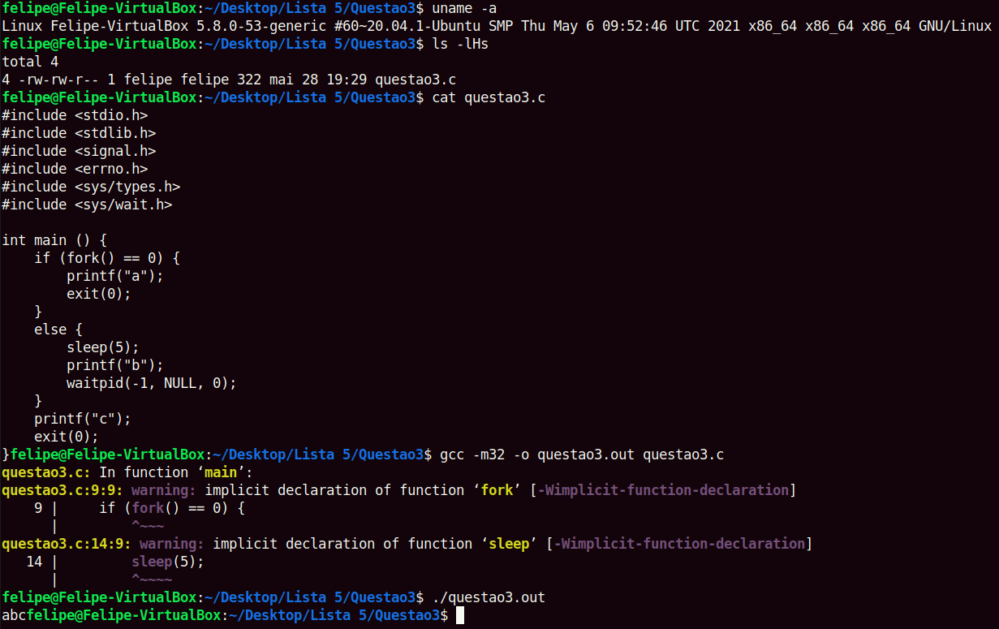 felipe@Felipe-VirtualBox:~/Desktop/Lista 5/Questao3$ uname -a
Linux Felipe-VirtualBox 5.8.0-53-generic #60~20.04.1-Ubuntu SMP Thu May 6 09:52:46 UTC 2021 x86_64 x86_64 x86_64 GNU/Linux
felipe@Felipe-VirtualBox:~/Desktop/Lista 5/Questao3$ ls -lHs
total 4
4 -rw-rw-r-- 1 felipe felipe 322 mai 28 19:29 questao3.c
felipe@Felipe-VirtualBox:~/Desktop/Lista 5/Questao3$ cat questao3.c
#include <stdio.h>
#include <stdlib.h>
#include <signal.h>
#include <errno.h>
#include <sys/types.h>
#include <sys/wait.h>

int main () {
    if (fork() == 0) {
        printf("a");
        exit(0);
    }
    else {
        sleep(5);
        printf("b");
        waitpid(-1, NULL, 0);
    }
    printf("c");
    exit(0);
}felipe@Felipe-VirtualBox:~/Desktop/Lista 5/Questao3$ gcc -m32 -o questao3.out questao3.c
questao3.c: In function ‘main’:
questao3.c:9:9: warning: implicit declaration of function ‘fork’ [-Wimplicit-function-declaration]
    9 |     if (fork() == 0) {
      |         ^~~~
questao3.c:14:9: warning: implicit declaration of function ‘sleep’ [-Wimplicit-function-declaration]
   14 |         sleep(5);
      |         ^~~~~
felipe@Felipe-VirtualBox:~/Desktop/Lista 5/Questao3$ ./questao3.out
abcfelipe@Felipe-VirtualBox:~/Desktop/Lista 5/Questao3$